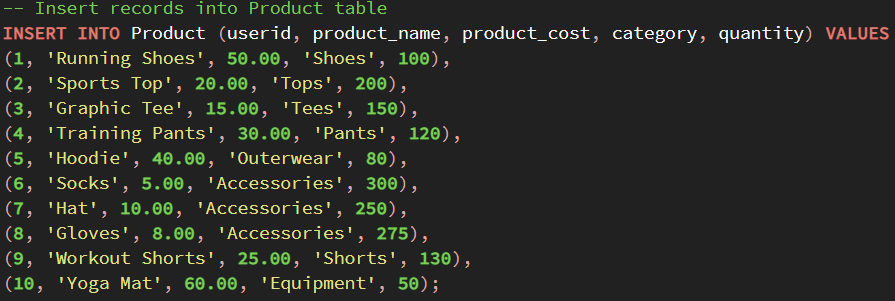 -- Insert records into Product table
INSERT INTO Product (userid, product_name, product_cost, category, quantity) VALUES
(1, 'Running Shoes', 50.00, 'Shoes', 100),
(2, 'Sports Top', 20.00, 'Tops', 200),
(3, 'Graphic Tee', 15.00, 'Tees', 150),
(4, 'Training Pants', 30.00, 'Pants', 120),
(5, 'Hoodie', 40.00, 'Outerwear', 80),
(6, 'Socks', 5.00, 'Accessories', 300),
(7, 'Hat', 10.00, 'Accessories', 250),
(8, 'Gloves', 8.00, 'Accessories', 275),
(9, 'Workout Shorts', 25.00, 'Shorts', 130),
(10, 'Yoga Mat', 60.00, 'Equipment', 50);